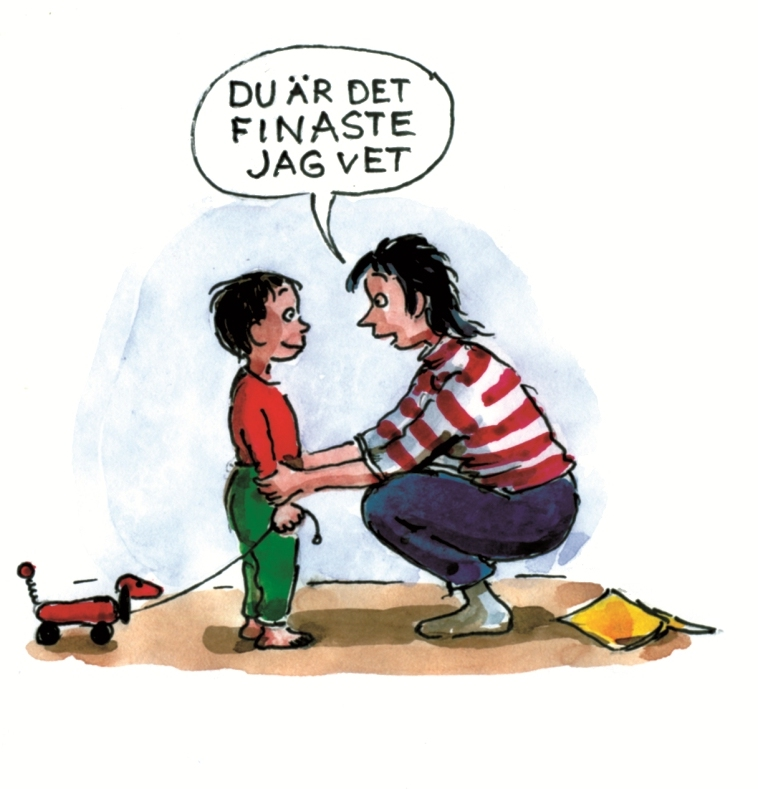 DU ÄR DET
FINASTE
JAG VET